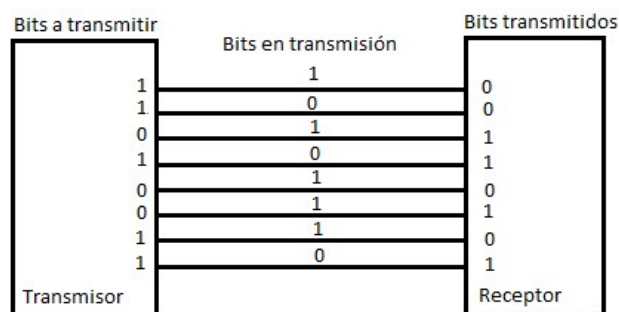 Bits a transmitir
Bits en transmisión
Bits transmitidos
1 1 0
1 0 0
0 1 1
1 0 1
0 1 0
0 1 1
1 1 0
1 0 1
Transmisor
Receptor